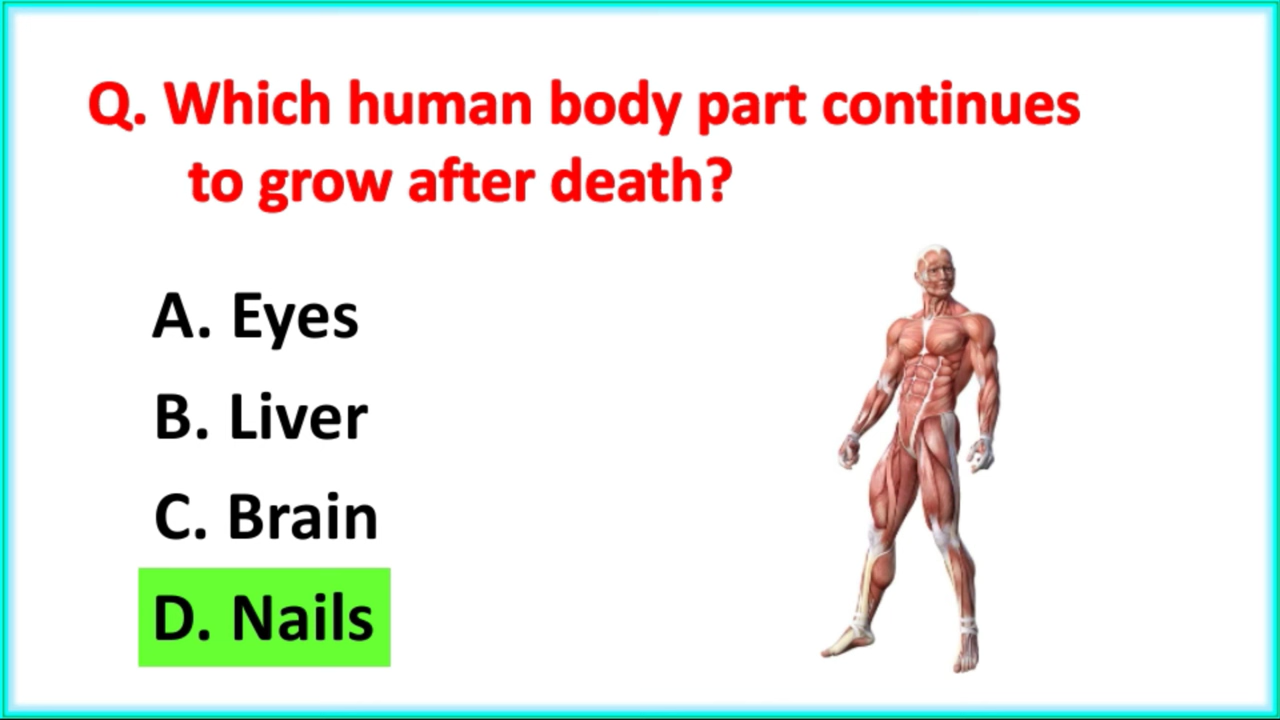 Q. Which human body part continues
to grow after death?
A. Eyes
B. Liver
C. Brain
D. Nails